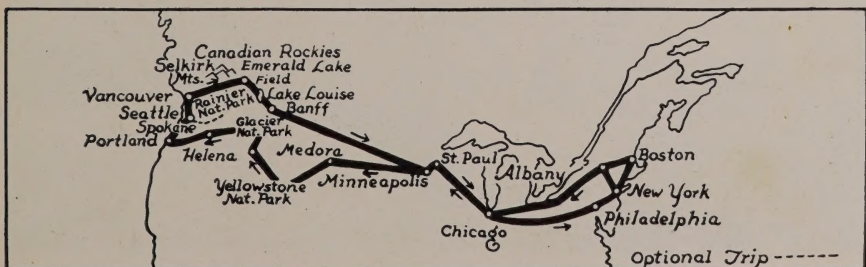 Canadian Rockies
Selkirk
Mts.
Emerald Lake
Field
Lake Louise
Banff
Vancouver
Rainier
Nat. Park
Seattle
Spokane
Glacier
Nat. Park
Portland
Helena
Medora
Yellowstone
Nat. Park
Minneapolis
St. Paul
Albany
Boston
New York
Philadelphia
Chicago
Optional Trip ------